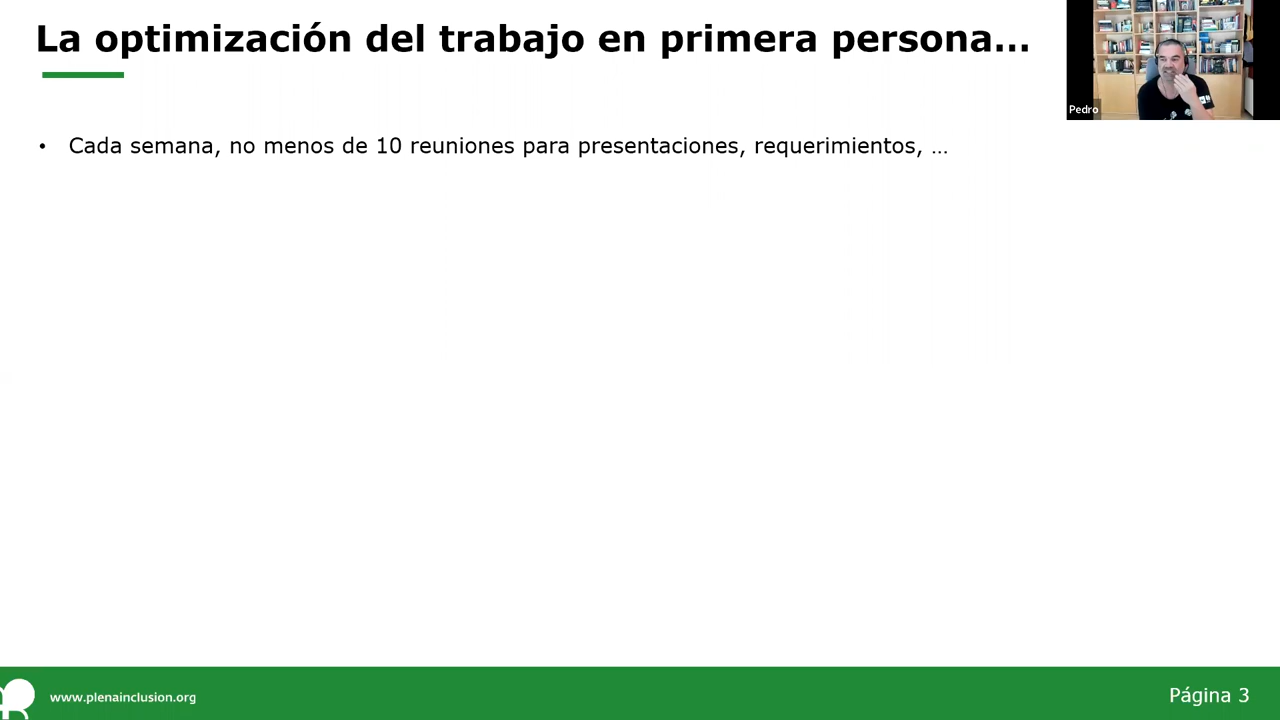 La optimización del trabajo en primera persona...
Pedro
• Cada semana, no menos de 10 reuniones para presentaciones, requerimientos, ...
www.plenainclusion.org
Página 3